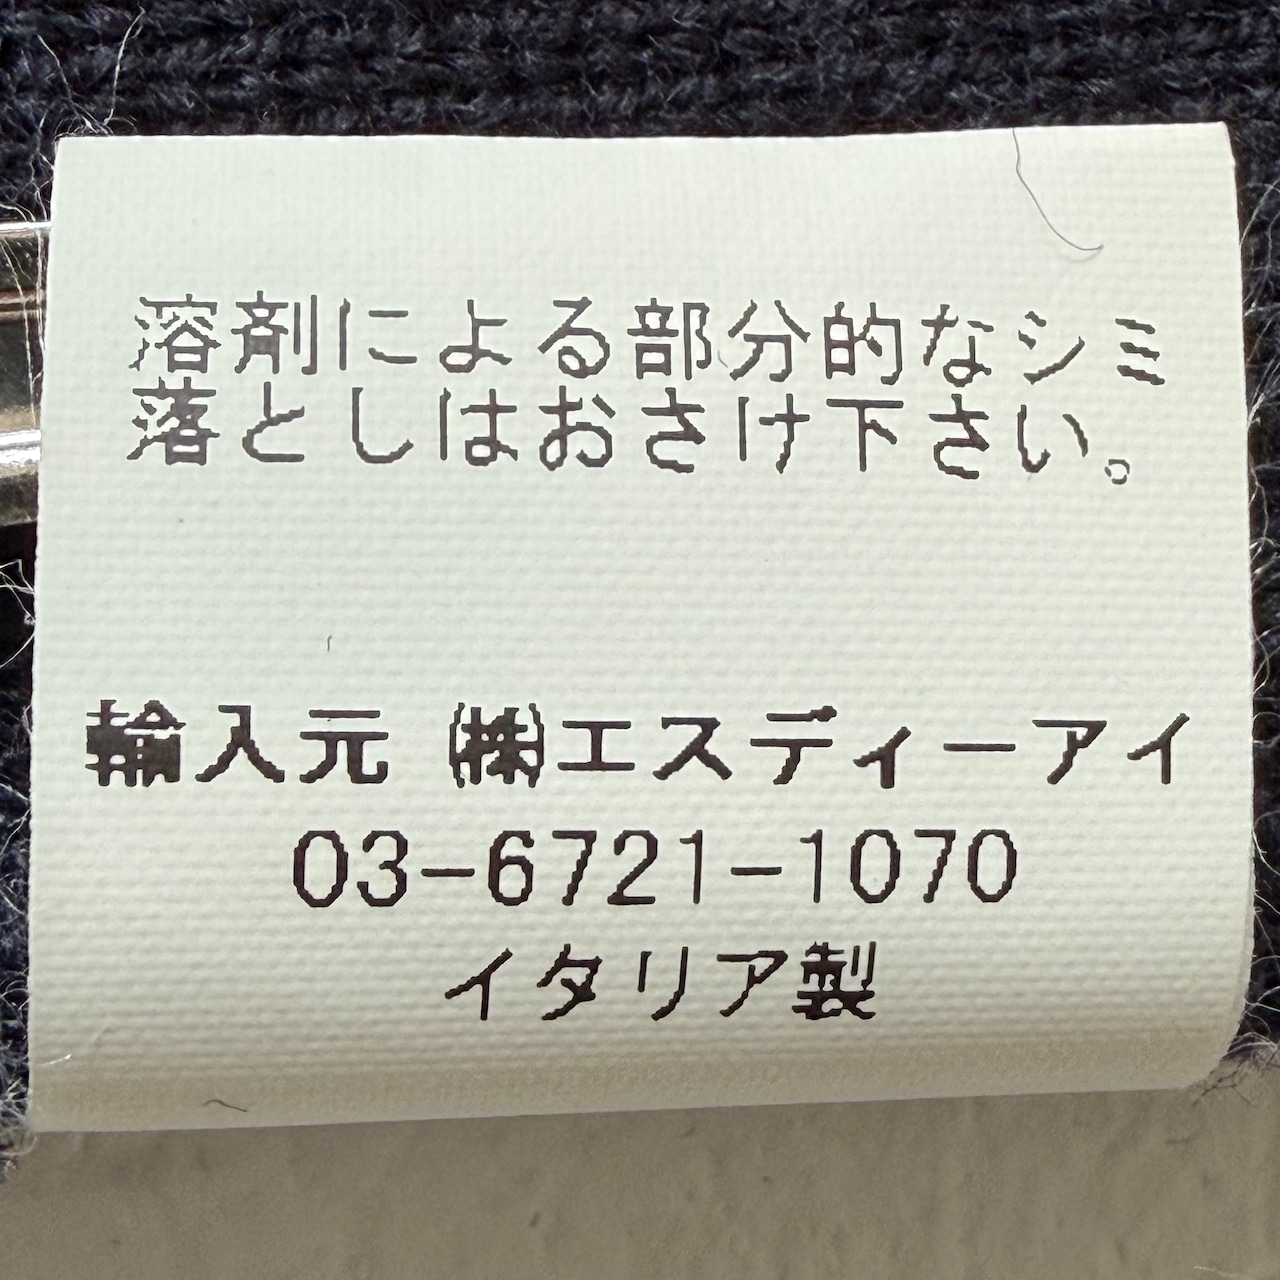 溶剤による部分的なシミ
落としはおさけ下さい。
輸入元 ㈱エスディーアイ
03-6721-1070
イタリア製